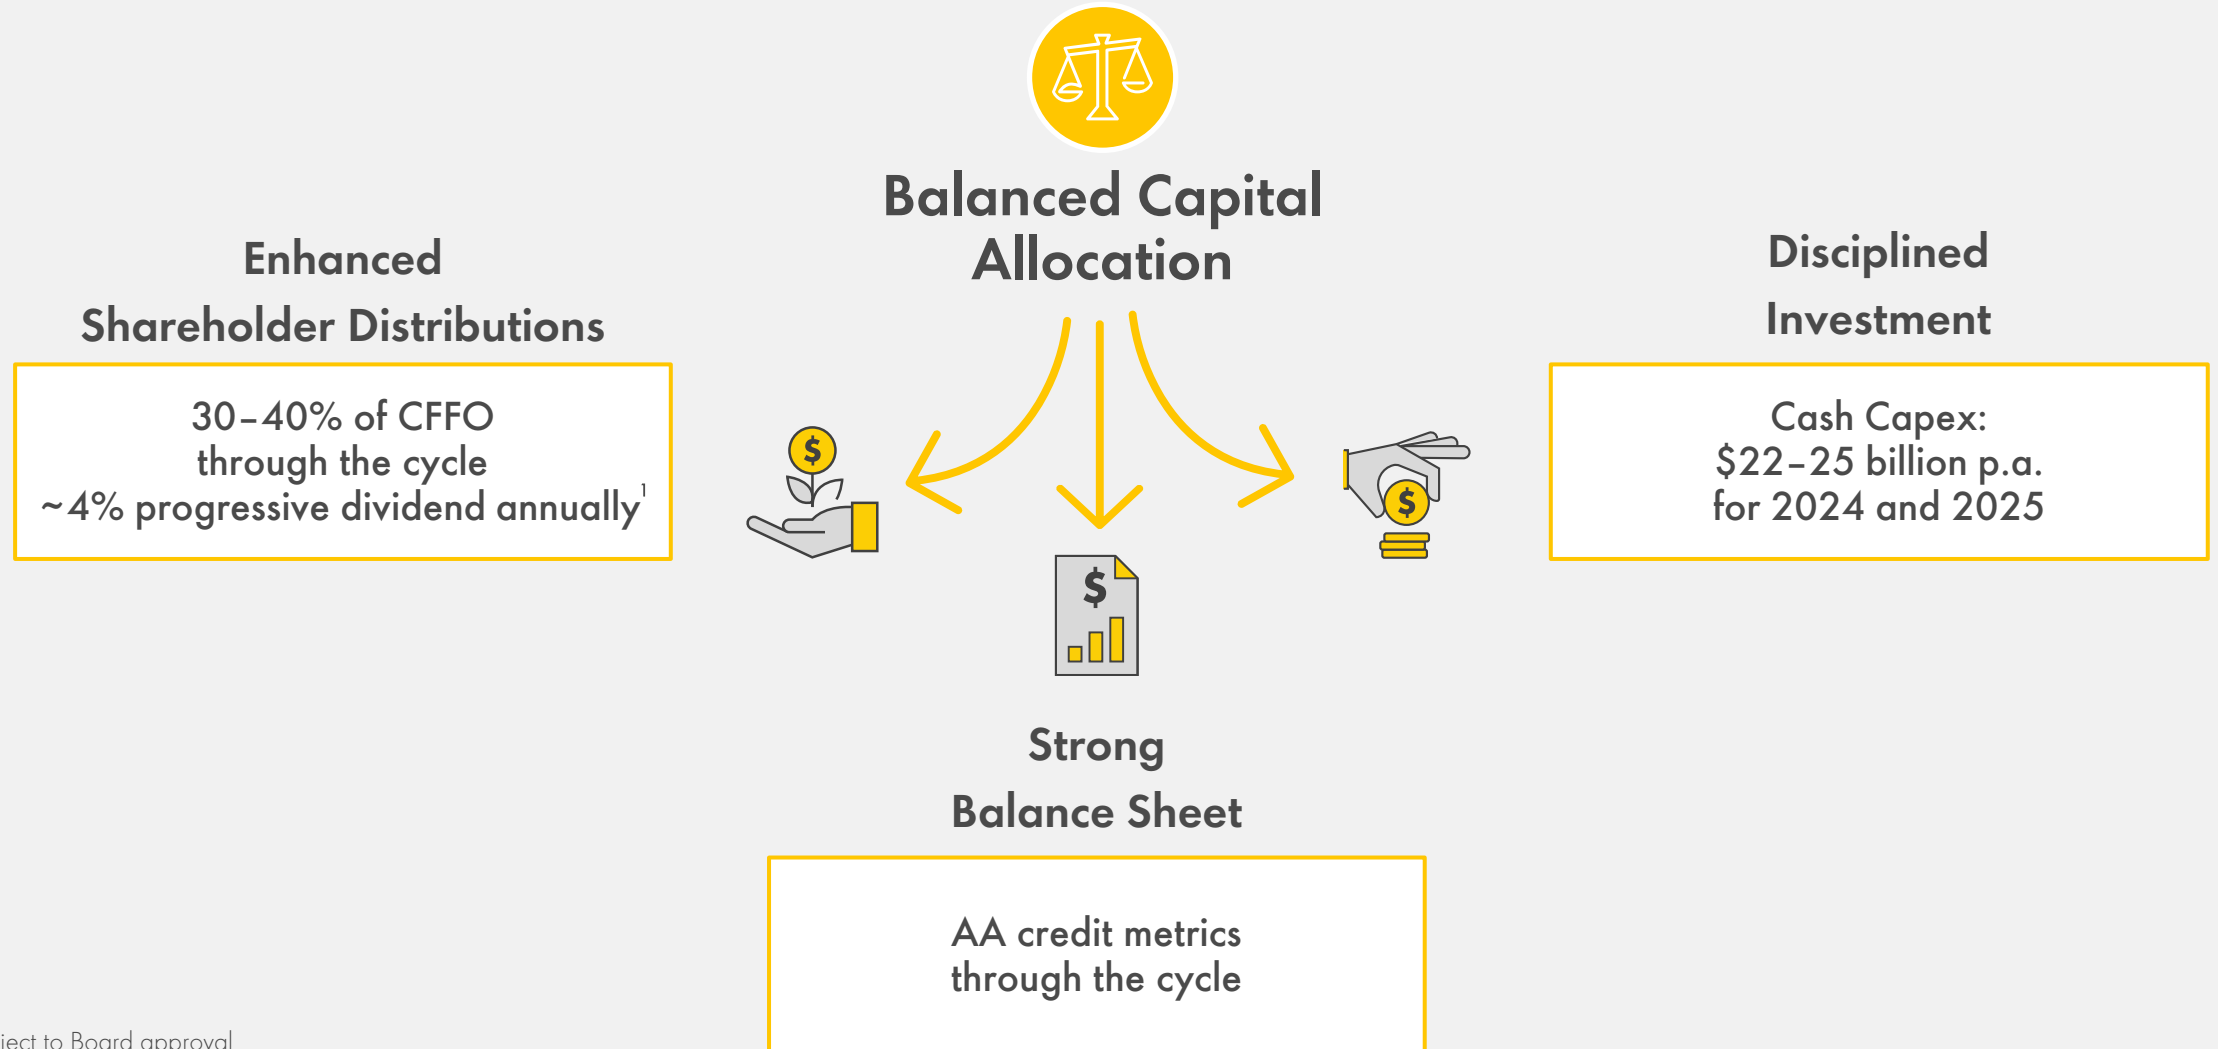 Balanced Capital
Allocation
Enhanced
Shareholder Distributions
30–40% of CFFO
through the cycle
~4% progressive dividend annually¹
Disciplined
Investment
Cash Capex:
$22–25 billion p.a.
for 2024 and 2025
$
$
$
Strong
Balance Sheet
AA credit metrics
through the cycle
to Board approval